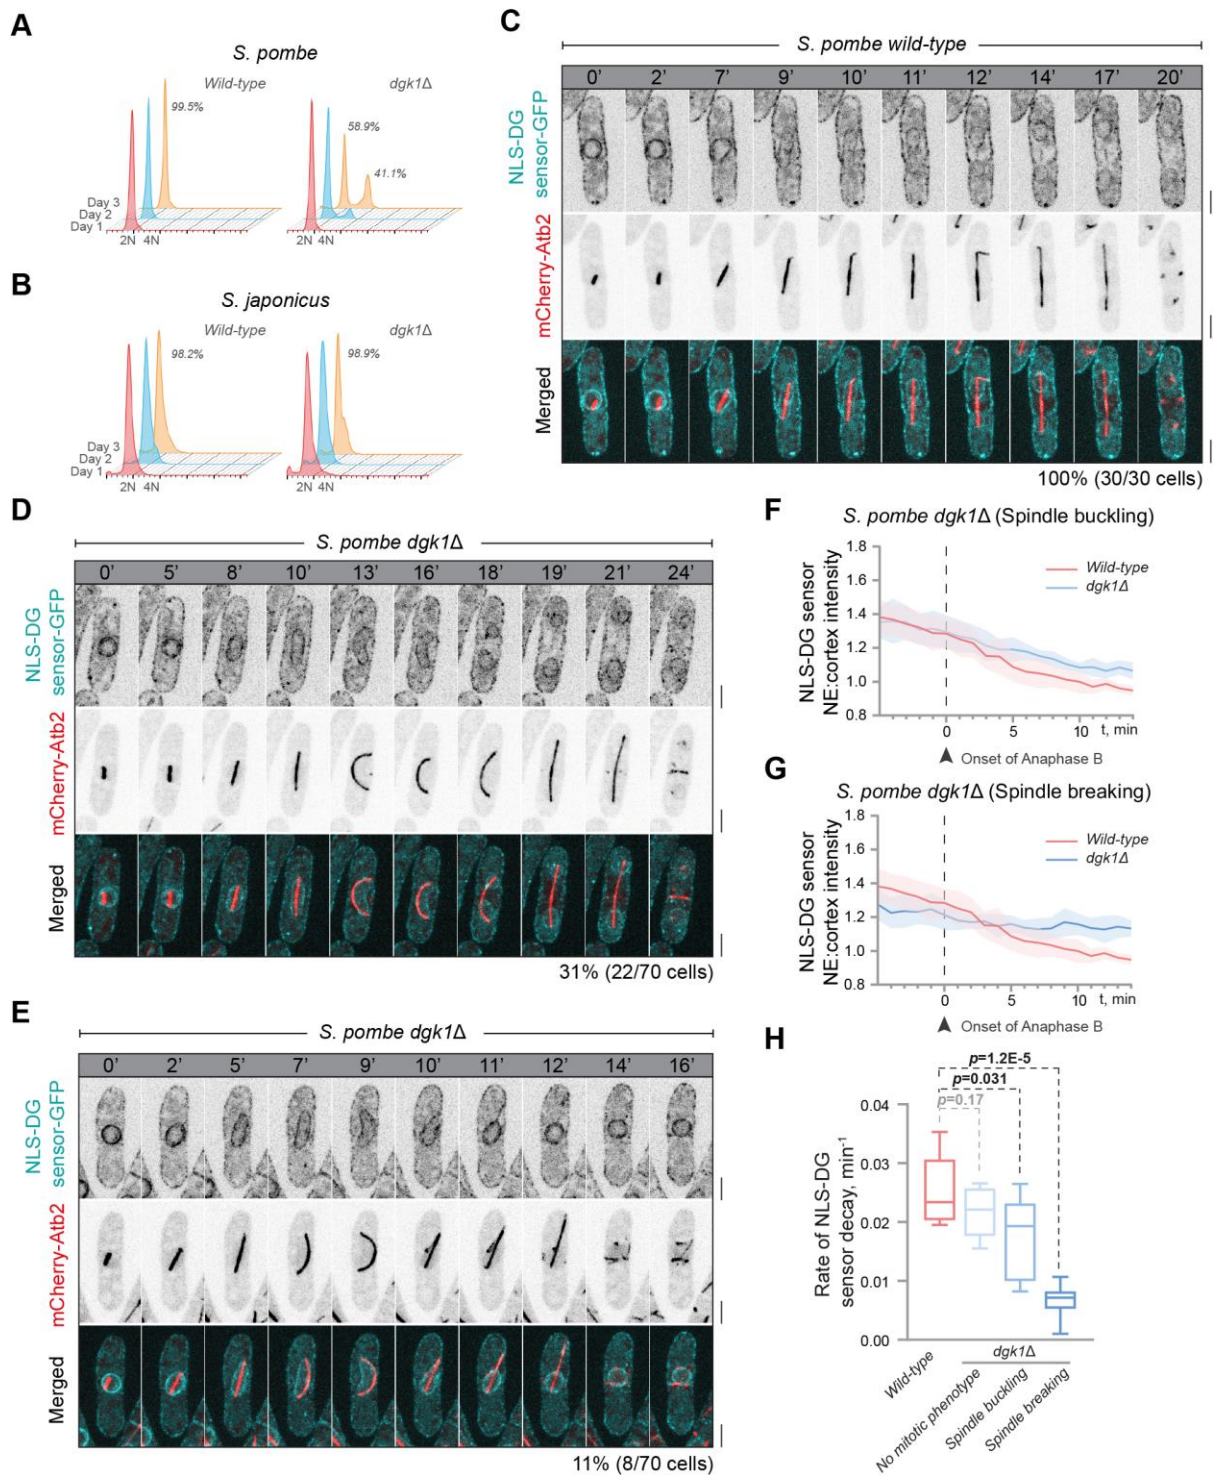 A
S. pombe
Wild-type
dgk1Δ
99.5%
58.9%
41.1%
Day 3
Day 2
Day 1
2N 4N
2N 4N
B
S. japonicus
Wild-type
dgk1Δ
98.2%
98.9%
Day 3
Day 2
Day 1
2N 4N
2N 4N
C
S. pombe wild-type
0' 2' 7' 9' 10' 11' 12' 14' 17' 20'
NLS-DG
sensor-GFP
mCherry-Atb2
Merged
100% (30/30 cells)
D
S. pombe dgk1Δ
0' 5' 8' 10' 13' 16' 18' 19' 21' 24'
NLS-DG
sensor-GFP
mCherry-Atb2
Merged
31% (22/70 cells)
E
S. pombe dgk1Δ
0' 2' 5' 7' 9' 10' 11' 12' 14' 16'
NLS-DG
sensor-GFP
mCherry-Atb2
Merged
11% (8/70 cells)
F
S. pombe dgk1Δ (Spindle buckling)
NLS-DG sensor
NE:cortex intensity
1.8
1.6
1.4
1.2
1.0
0.8
Wild-type
dgk1Δ
0 5 10 t, min
Onset of Anaphase B
G
S. pombe dgk1Δ (Spindle breaking)
NLS-DG sensor
NE:cortex intensity
1.8
1.6
1.4
1.2
1.0
0.8
Wild-type
dgk1Δ
0 5 10 t, min
Onset of Anaphase B
H
p=1.2E-5
p=0.031
p=0.17
Rate of NLS-DG
sensor decay, min⁻¹
0.04
0.03
0.02
0.01
0.00
Wild-type
No mitotic phenotype
Spindle buckling
Spindle breaking
dgk1Δ